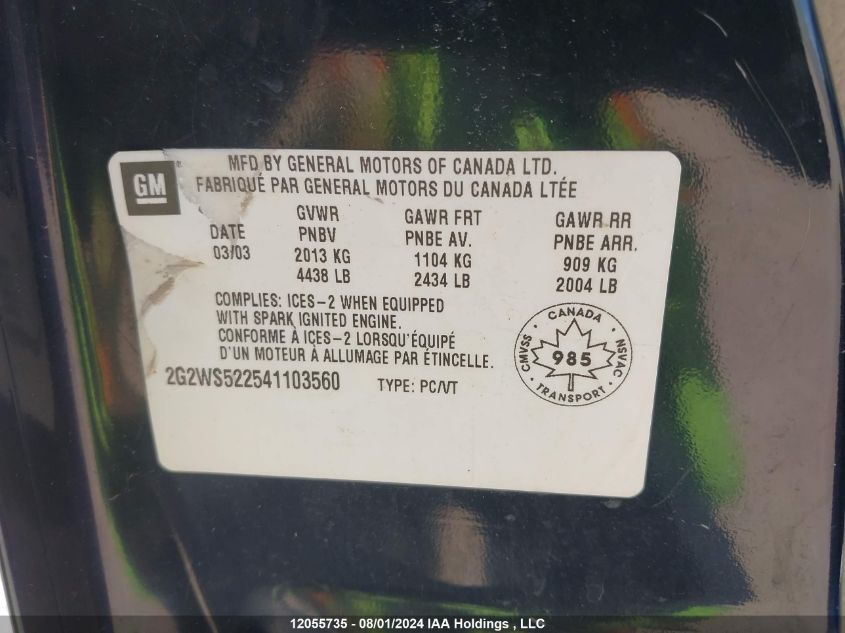 GM
MFD BY GENERAL MOTORS OF CANADA LTD.
FABRIQUÉ PAR GENERAL MOTORS DU CANADA LTÉE
DATE
03/03
GVWR
PNBV
2013 KG
4438 LB
GAWR FRT
PNBE AV.
1104 KG
2434 LB
GAWR RR
PNBE ARR.
909 KG
2004 LB
COMPLIES: ICES-2 WHEN EQUIPPED
WITH SPARK IGNITED ENGINE.
CONFORME À ICES-2 LORSQU'ÉQUIPÉ
D'UN MOTEUR À ALLUMAGE PAR ÉTINCELLE.
2G2WS522541103560
TYPE: PC/VT
CANADA
CMVSS
985
NSVAC
TRANSPORT
12055735 - 08/01/2024 IAA Holdings , LLC